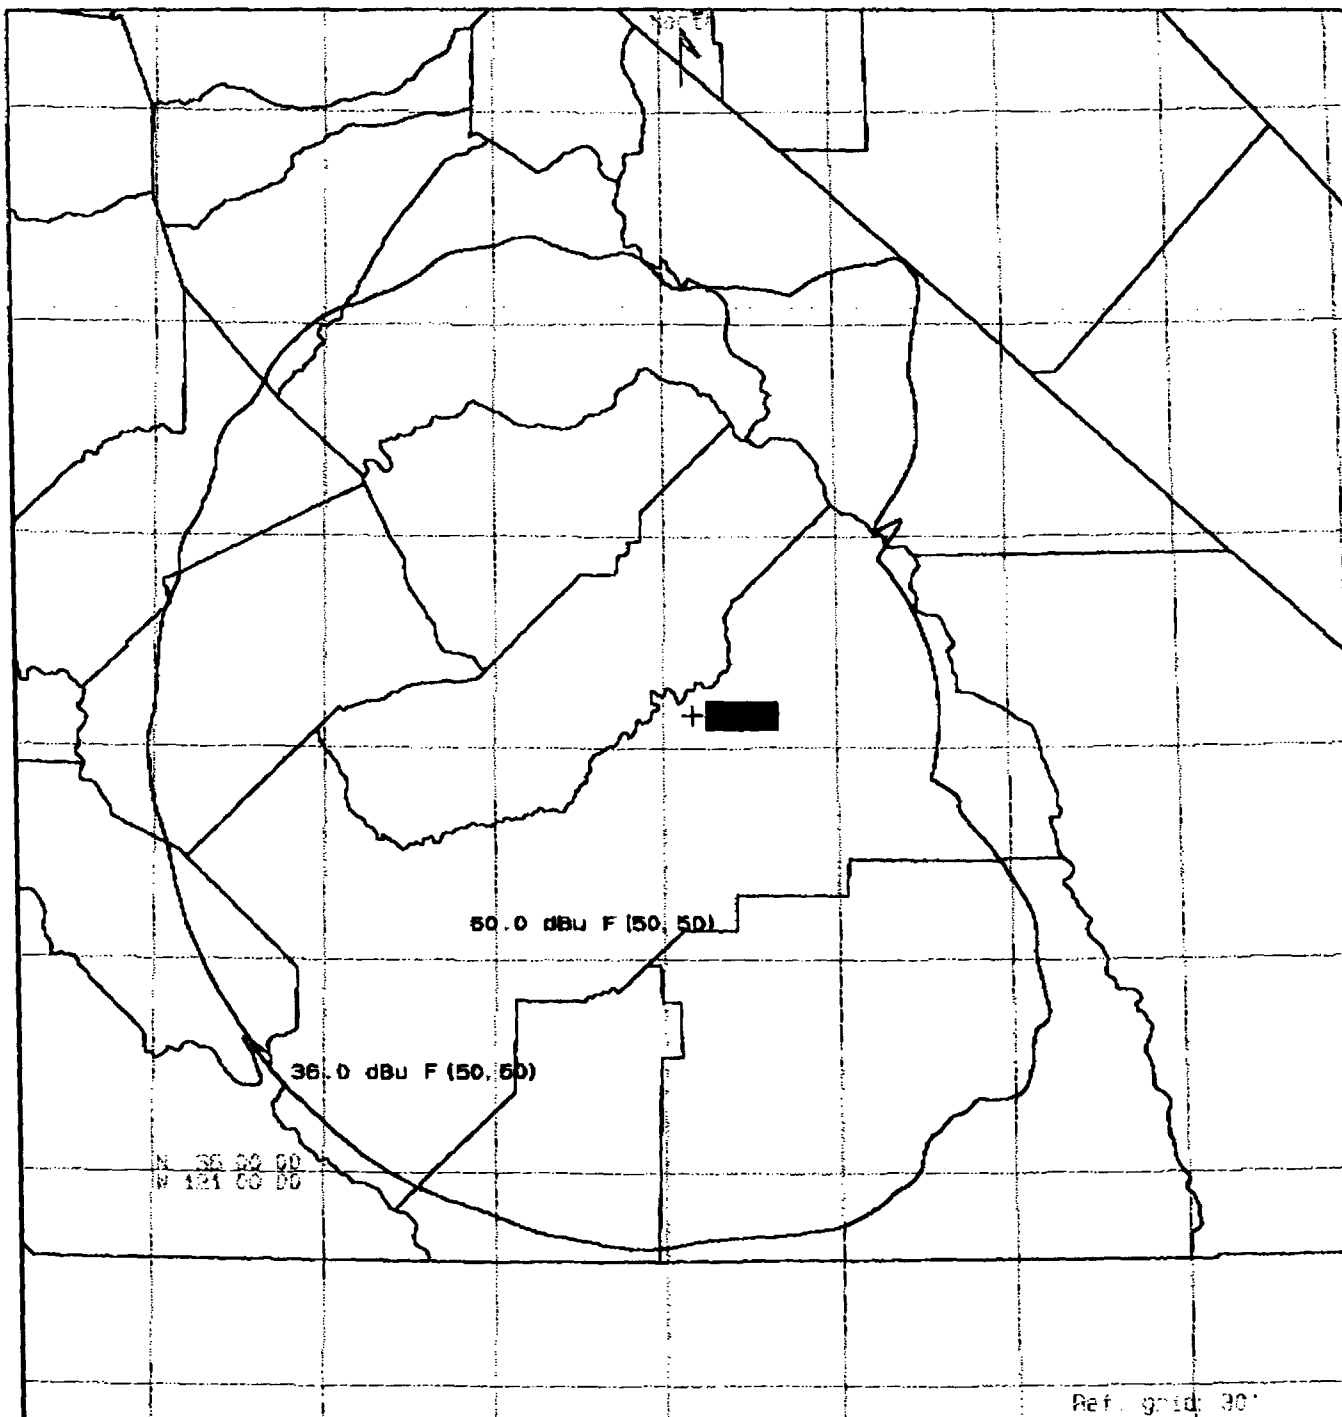 North
50.0 dBu F (50,50)
36.0 dBu F (50,50)
N 36 00 00
W 121 00 00
Ref. grid: 30'